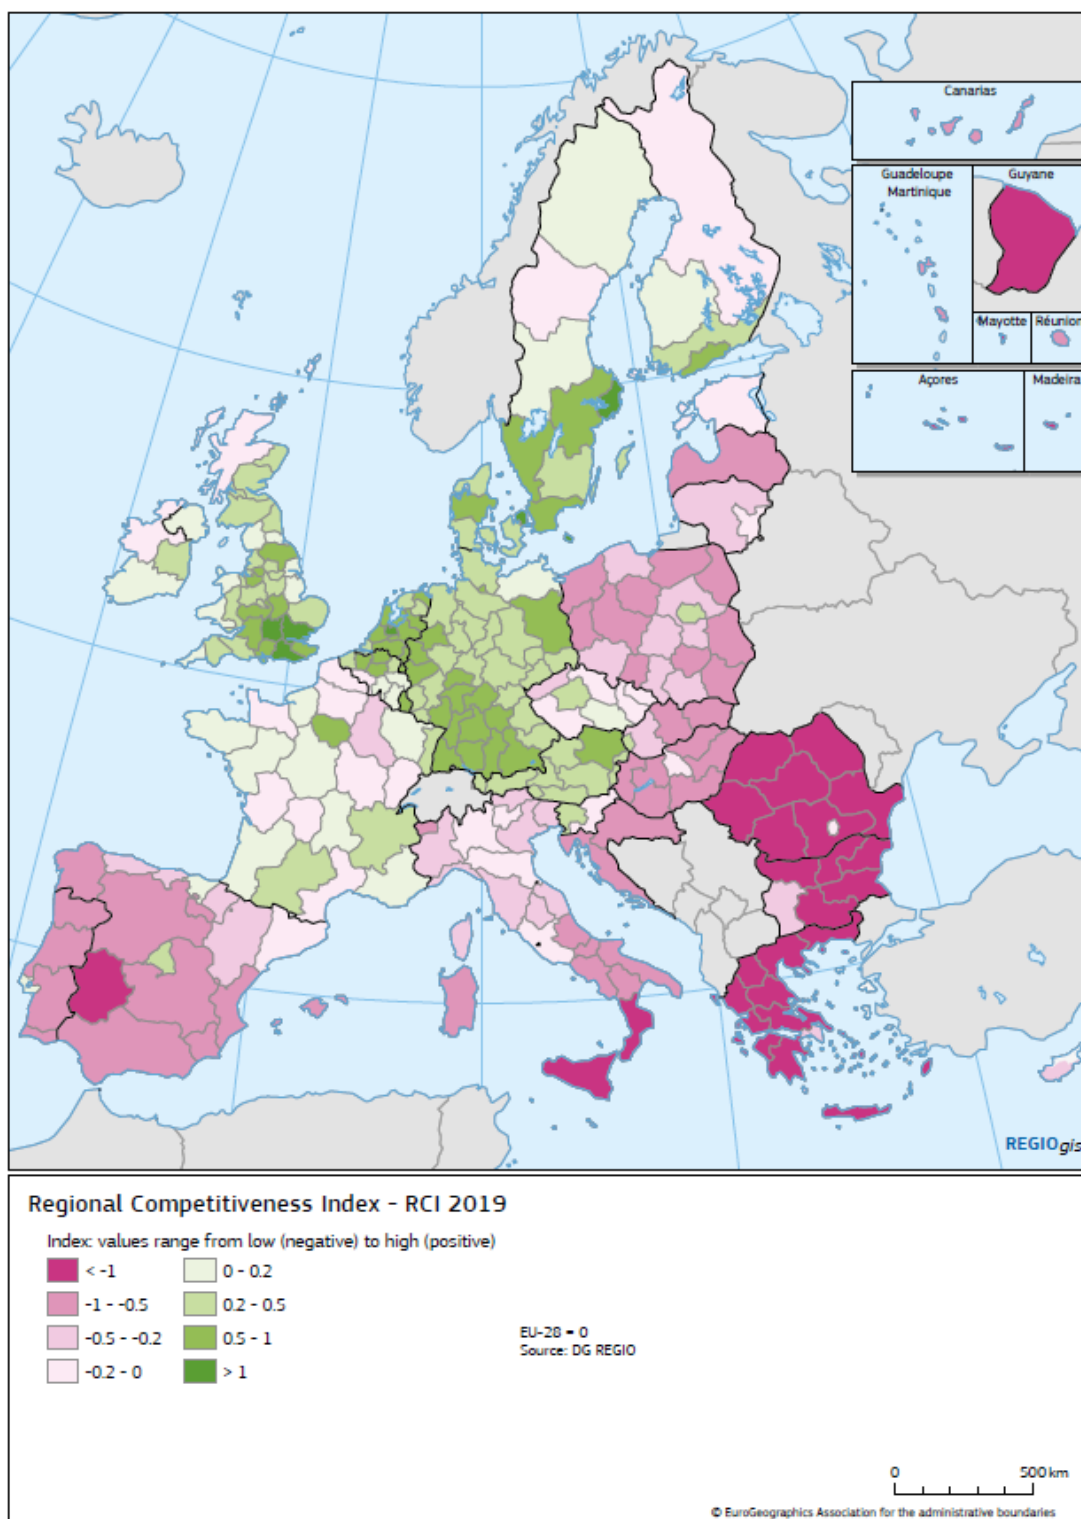 Canarias
Guadeloupe
Martinique
Guyane
Mayotte
Réunion
Açores
Madeira
REGIOgis
Regional Competitiveness Index - RCI 2019
Index: values range from low (negative) to high (positive)
< -1
-1 - -0.5
-0.5 - -0.2
-0.2 - 0
0 - 0.2
0.2 - 0.5
0.5 - 1
> 1
EU-28 = 0
Source: DG REGIO
0 500 km
© EuroGeographics Association for the administrative boundaries